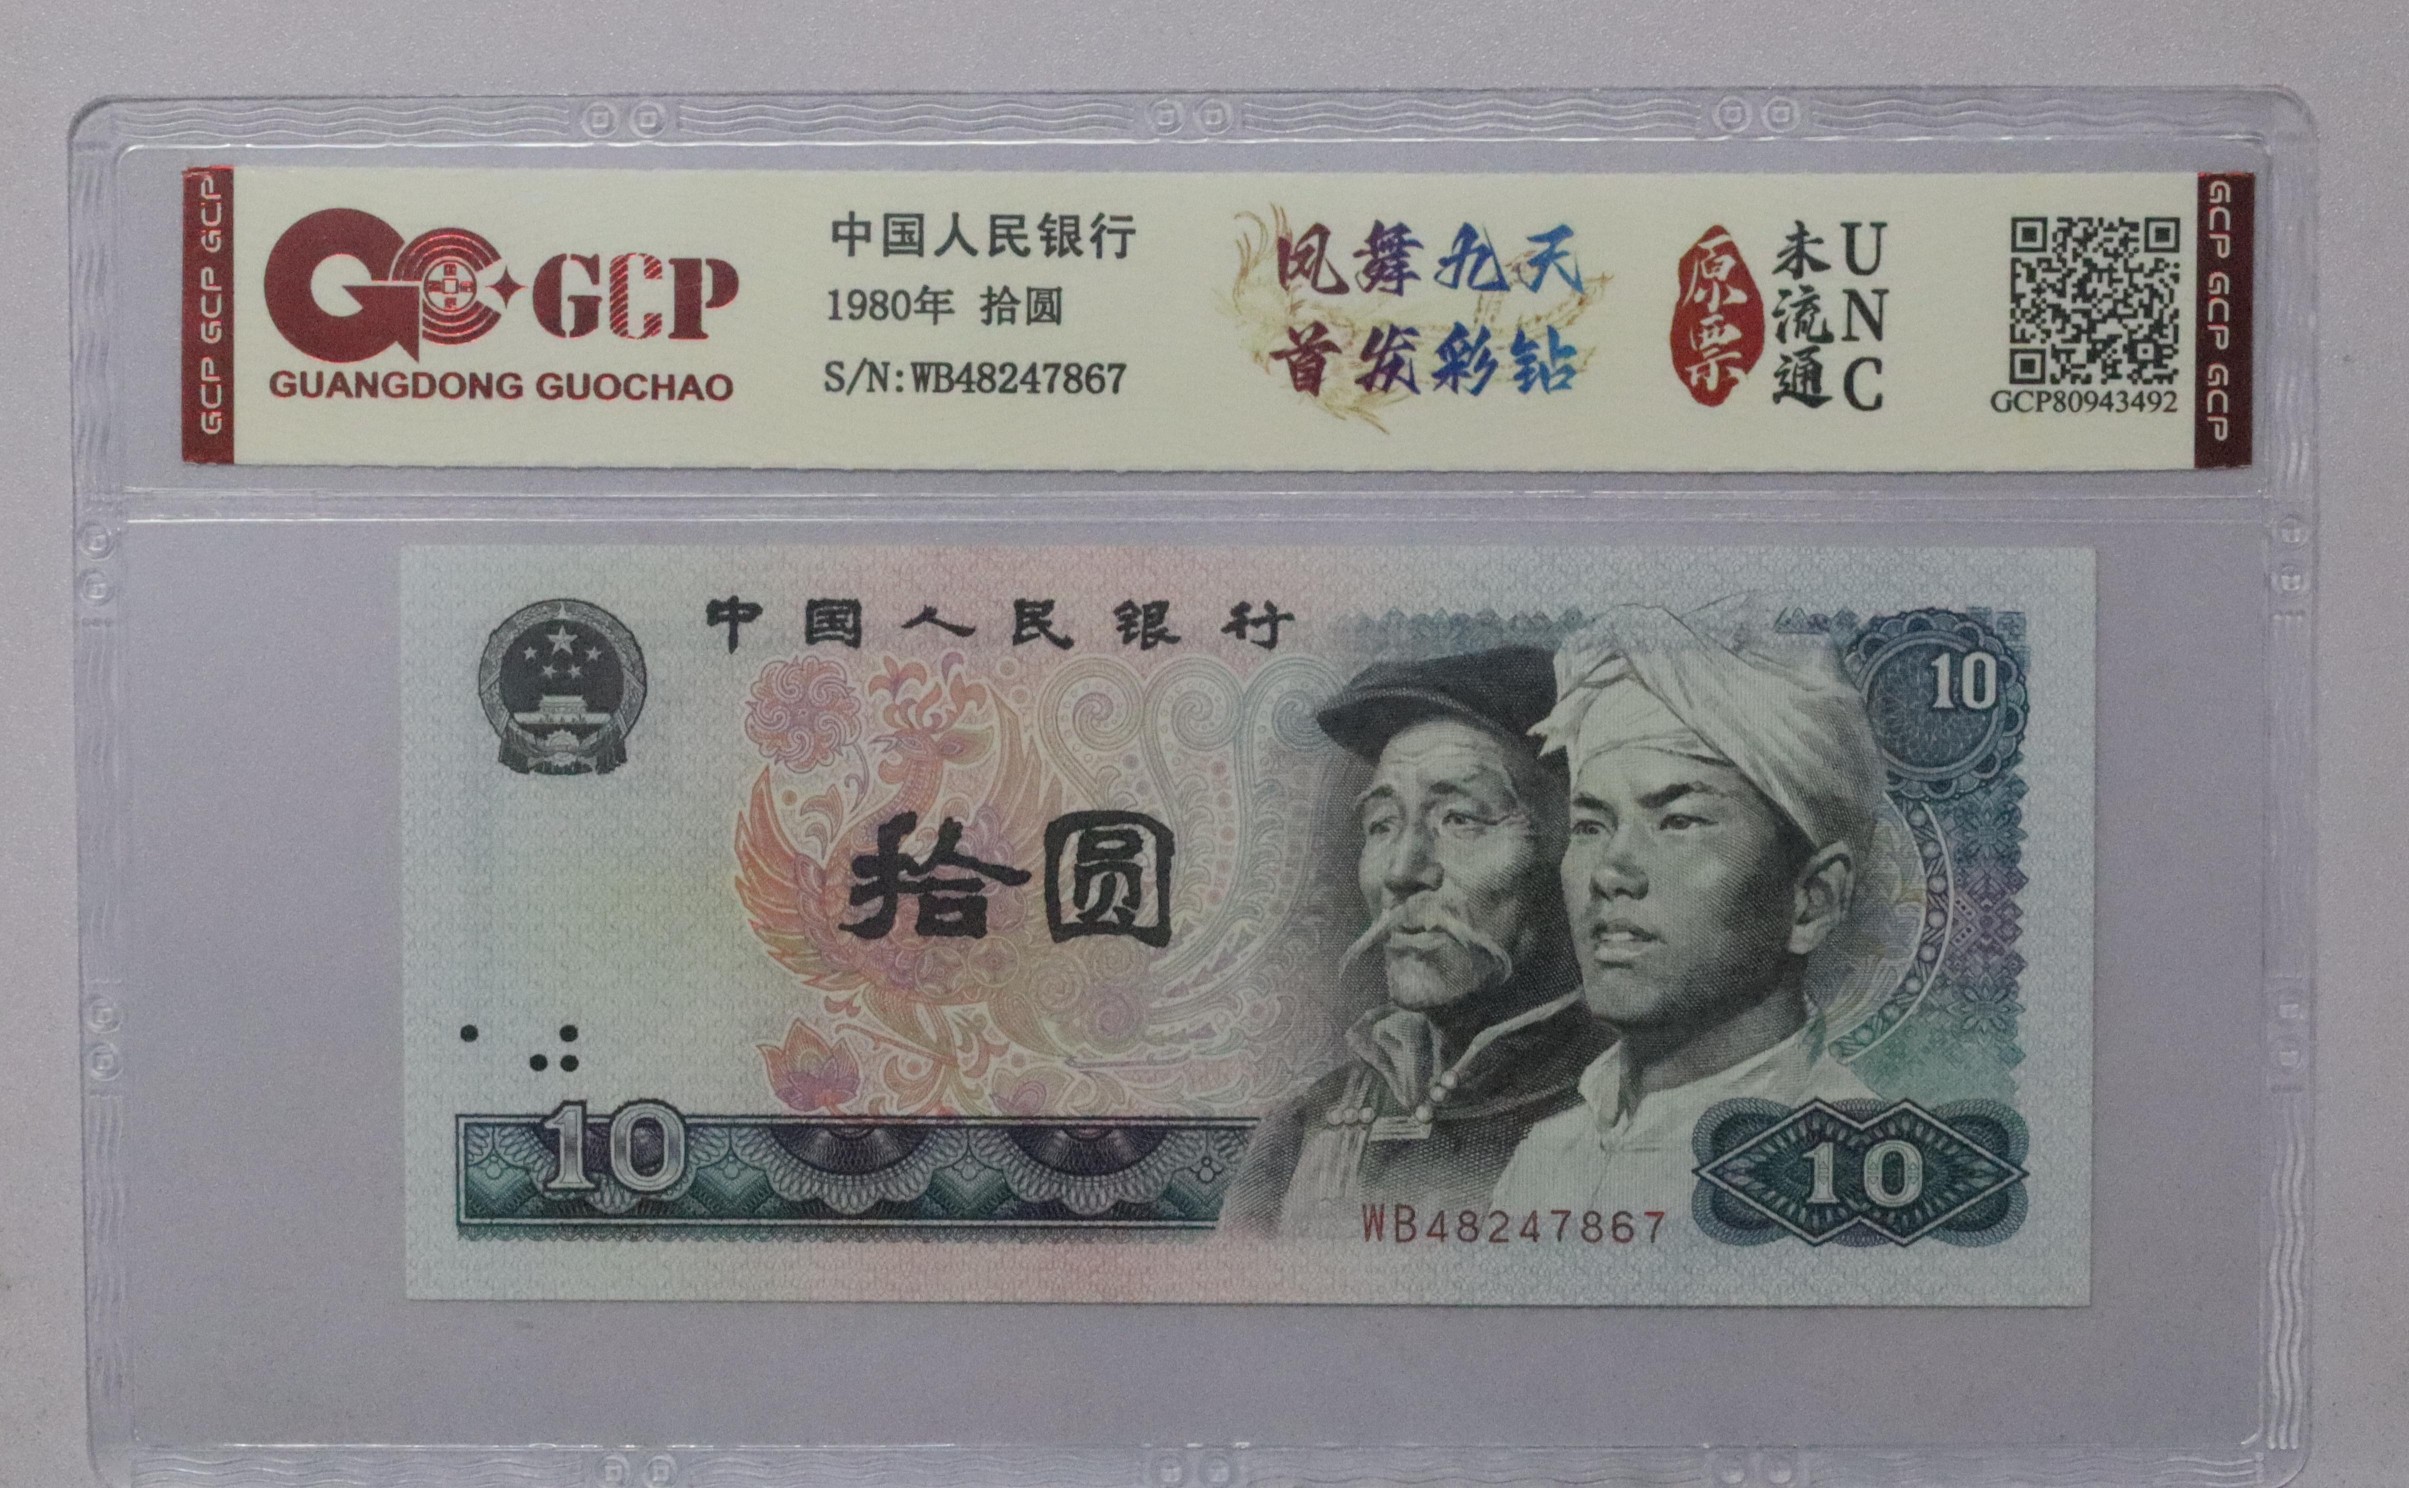 GCP GCP GCP
GCP
GUANGDONG GUOCHAO
中国人民银行
1980年 拾圆
S/N:WB48247867
凤舞九天
首发彩钻
原票
未流通
UNC
GCP80943492
GCP GCP GCP
中国人民银行
10
拾圆
10
WB48247867
10